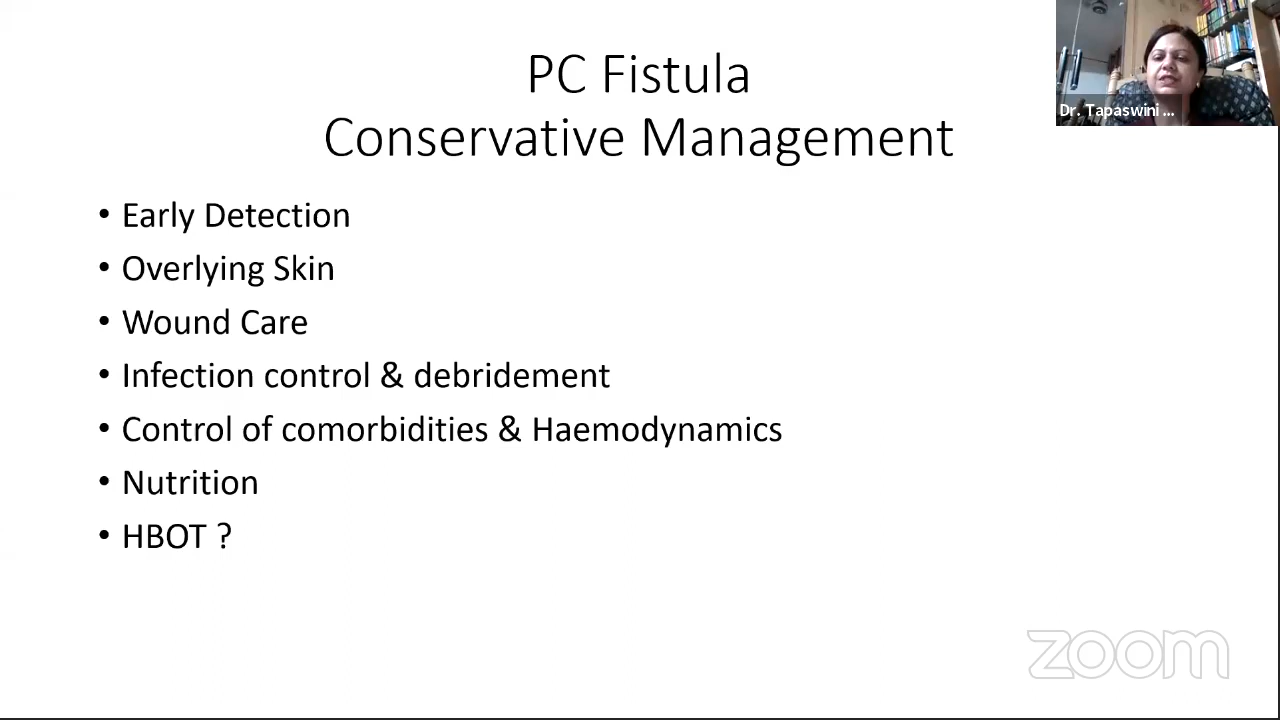 PC Fistula
Conservative Management
Dr. Tapaswini ...
• Early Detection
• Overlying Skin
• Wound Care
• Infection control & debridement
• Control of comorbidities & Haemodynamics
• Nutrition
• HBOT ?
zoom